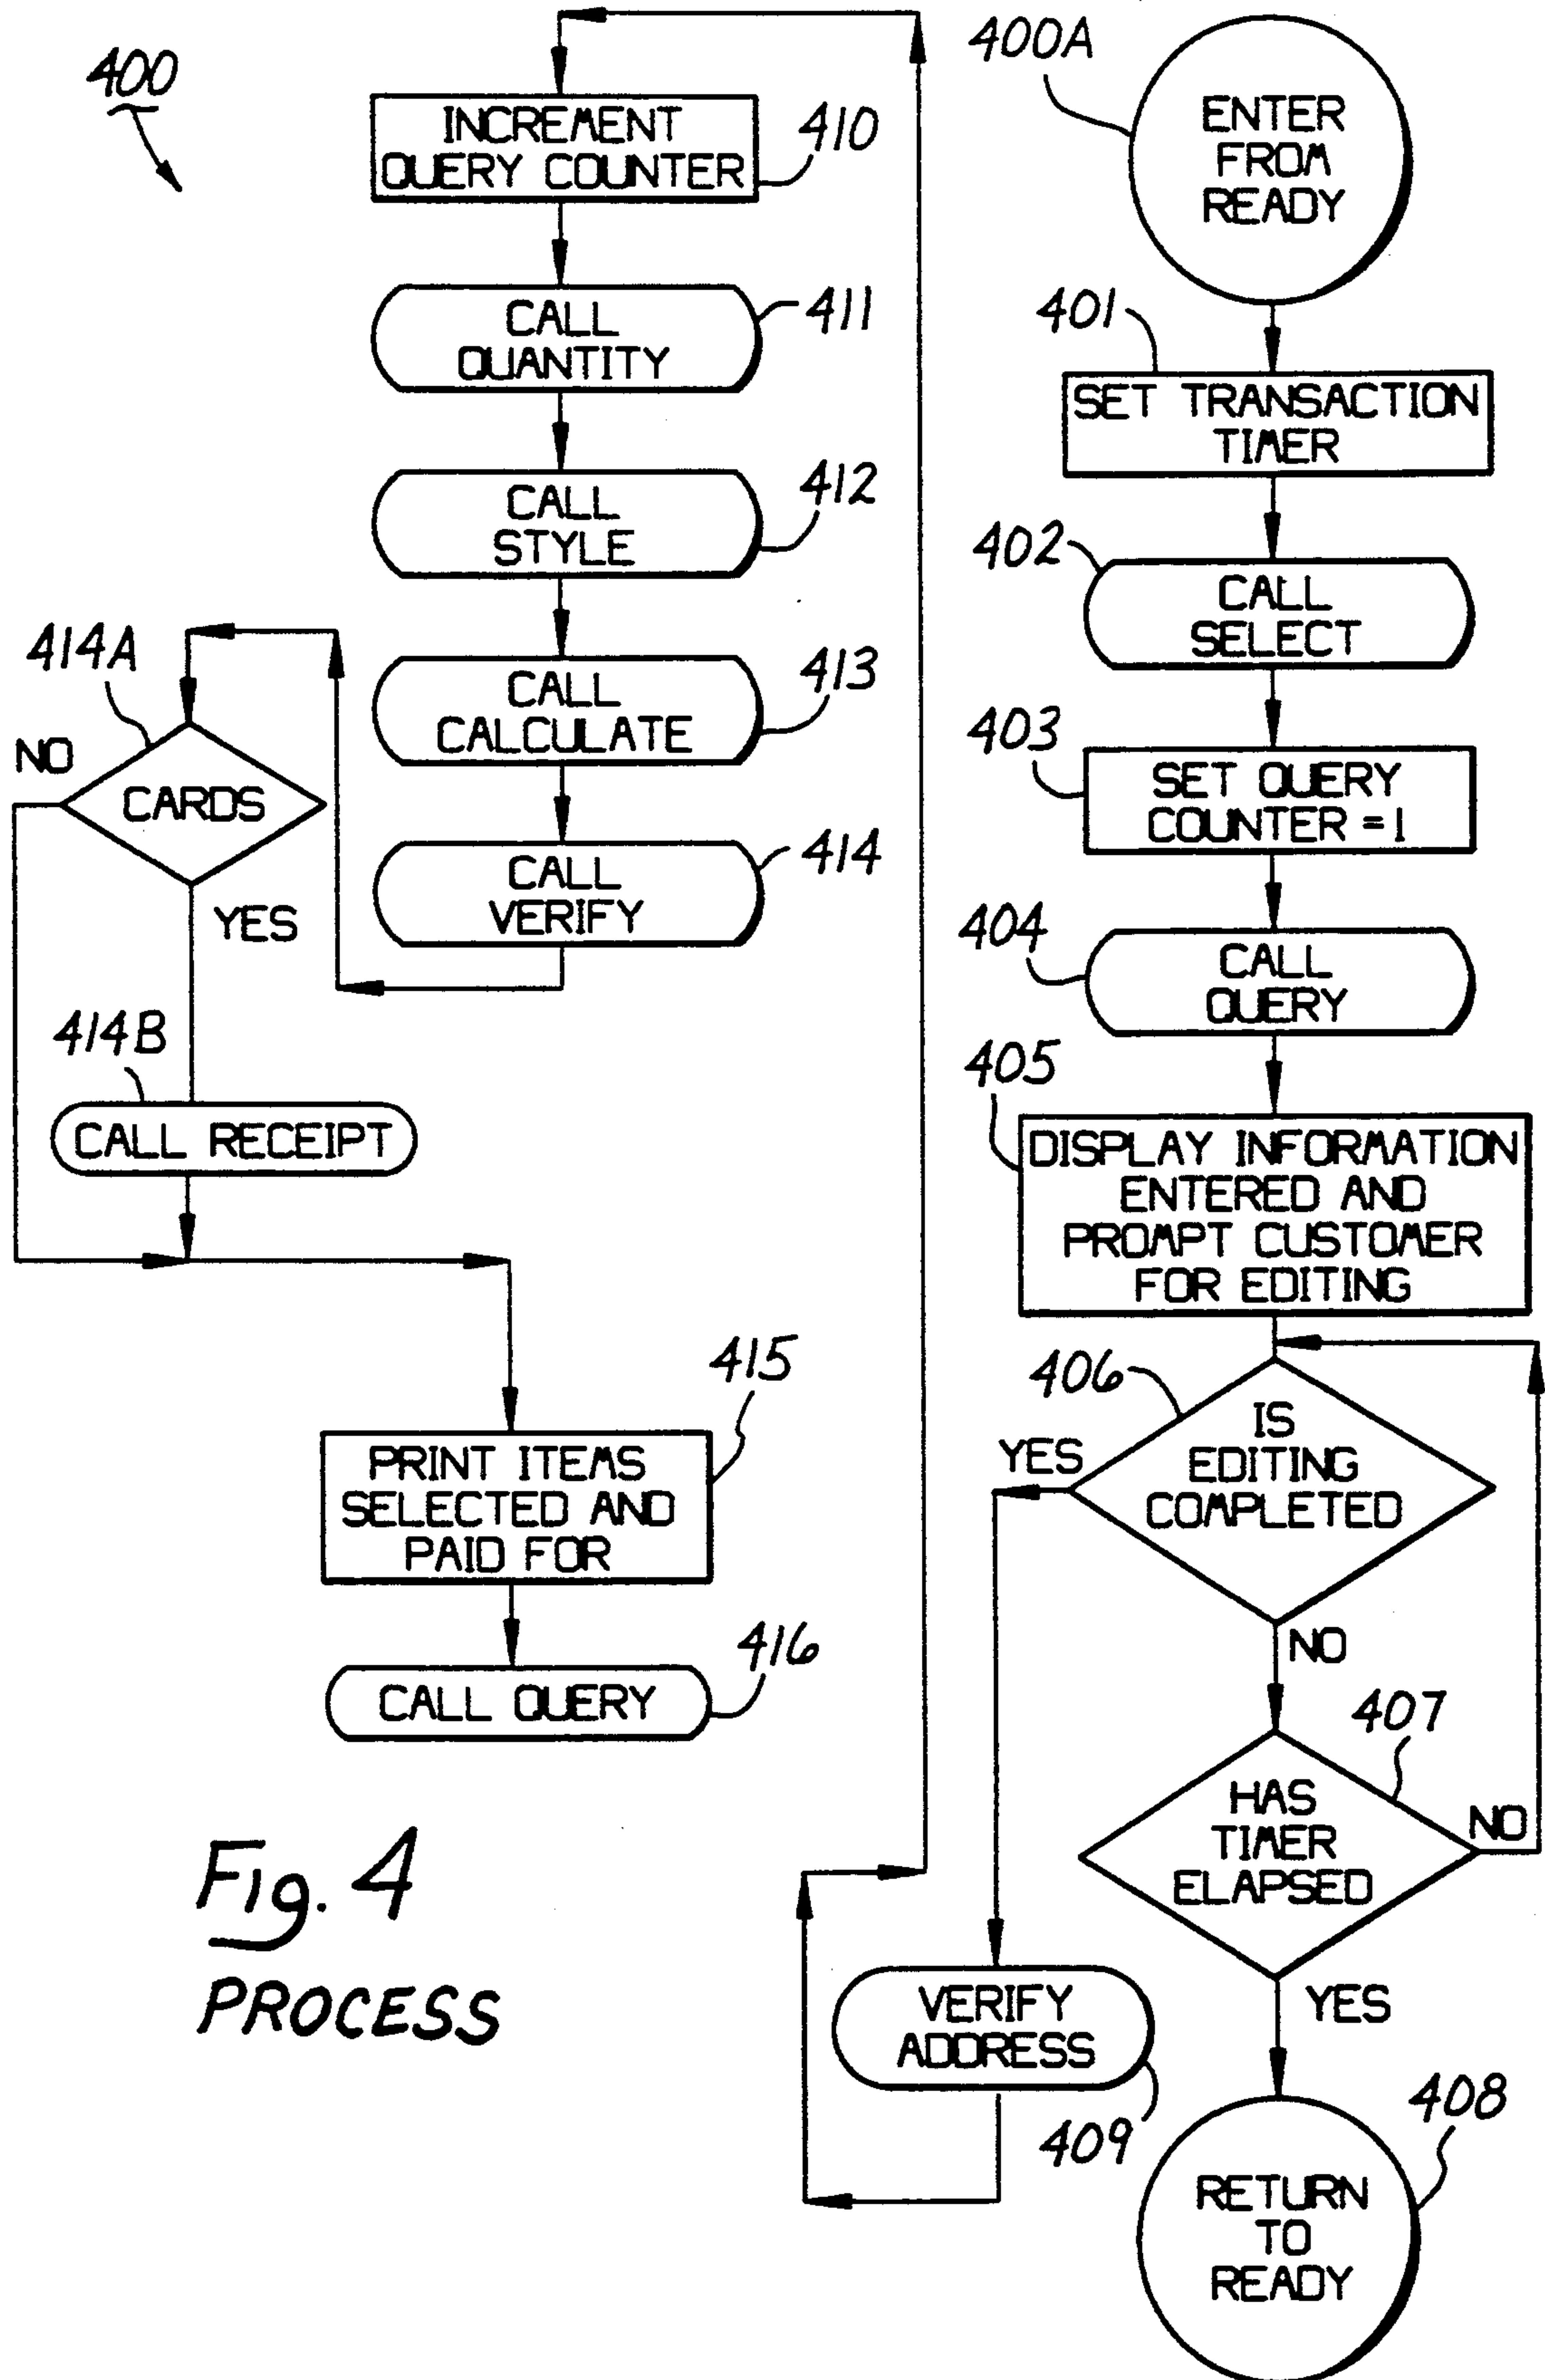 400
INCREMENT
QUERY COUNTER
410
CALL
QUANTITY
411
CALL
STYLE
412
CALL
CALCULATE
413
CALL
VERIFY
414
414A
NO
CARDS
YES
414B
CALL RECEIPT
PRINT ITEMS
SELECTED AND
PAID FOR
415
CALL QUERY
416
400A
ENTER
FROM
READY
401
SET TRANSACTION
TIMER
402
CALL
SELECT
403
SET QUERY
COUNTER = 1
404
CALL
QUERY
405
DISPLAY INFORMATION
ENTERED AND
PROMPT CUSTOMER
FOR EDITING
406
YES
IS
EDITING
COMPLETED
NO
407
HAS
TIMER
ELAPSED
NO
YES
VERIFY
ADDRESS
409
408
RETURN
TO
READY
Fig. 4
PROCESS